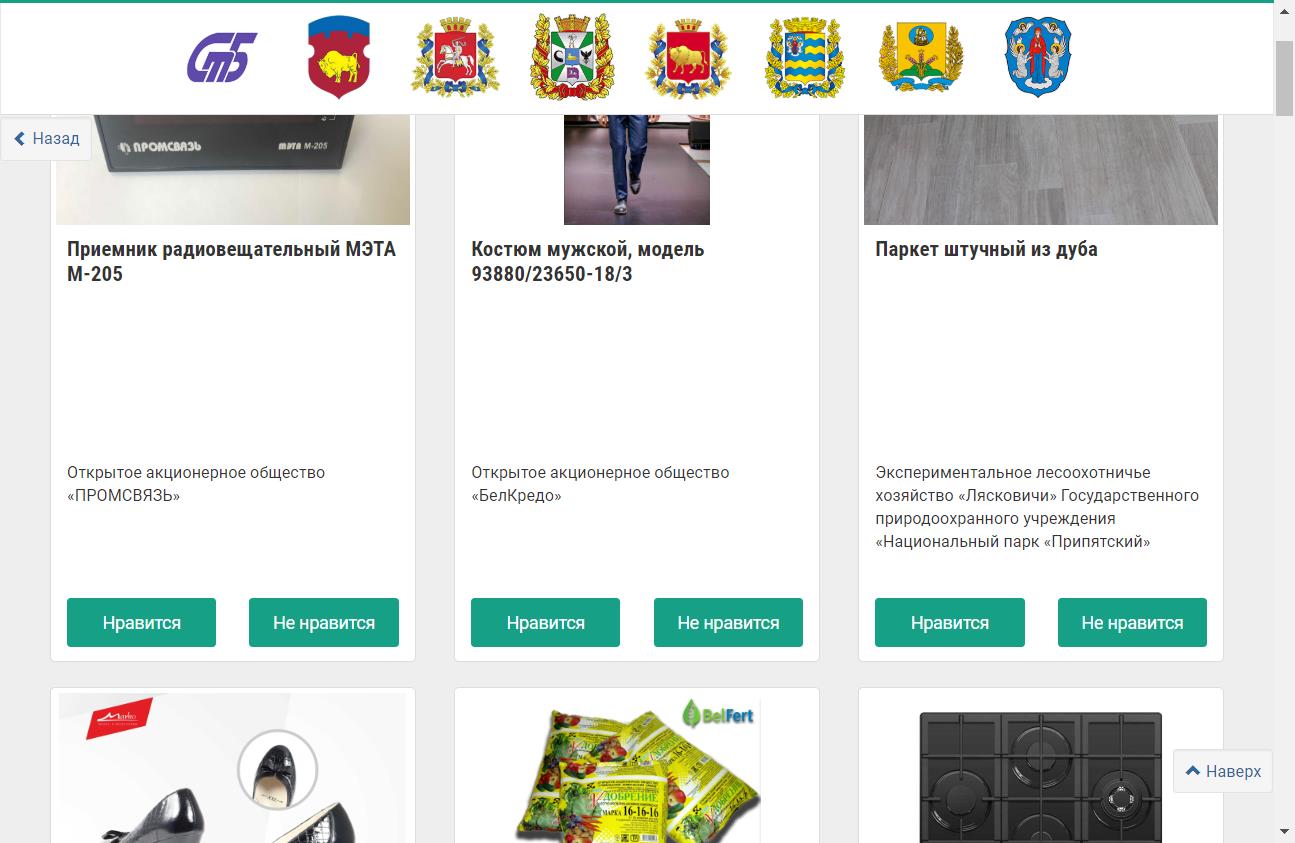 СТБ
Назад
ПРОМСВЯЗЬ
МЭТА М-205
Приемник радиовещательный МЭТА
М-205
Костюм мужской, модель
93880/23650-18/3
Паркет штучный из дуба
Открытое акционерное общество
«ПРОМСВЯЗЬ»
Открытое акционерное общество
«БелКредо»
Экспериментальное лесоохотничье
хозяйство «Лясковичи» Государственного
природоохранного учреждения
«Национальный парк «Припятский»
Нравится
Не нравится
Нравится
Не нравится
Нравится
Не нравится
Marko
BelFert
УДОБРЕНИЕ
МАРКА 16-16-16
Наверх